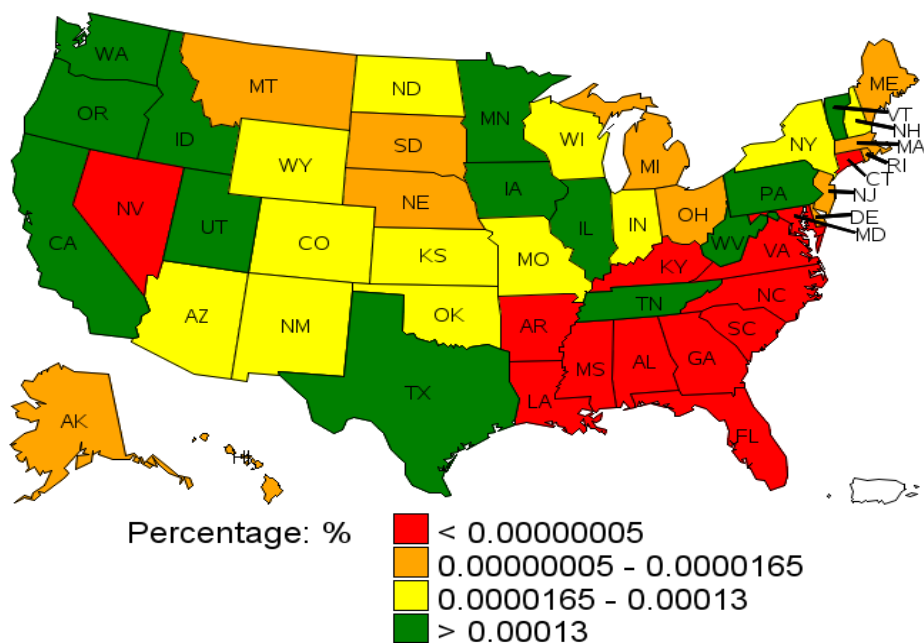 WA
MT
ND
MN
ME
VT
NH
MA
RI
CT
NJ
DE
MD
OR
ID
WY
SD
WI
MI
NY
NE
IA
PA
NV
UT
CO
IL
IN
OH
WV
VA
CA
KS
MO
KY
AZ
NM
OK
AR
TN
NC
SC
TX
LA
MS
AL
GA
FL
AK
HI
Percentage: %
< 0.00000005
0.00000005 - 0.0000165
0.0000165 - 0.00013
> 0.00013